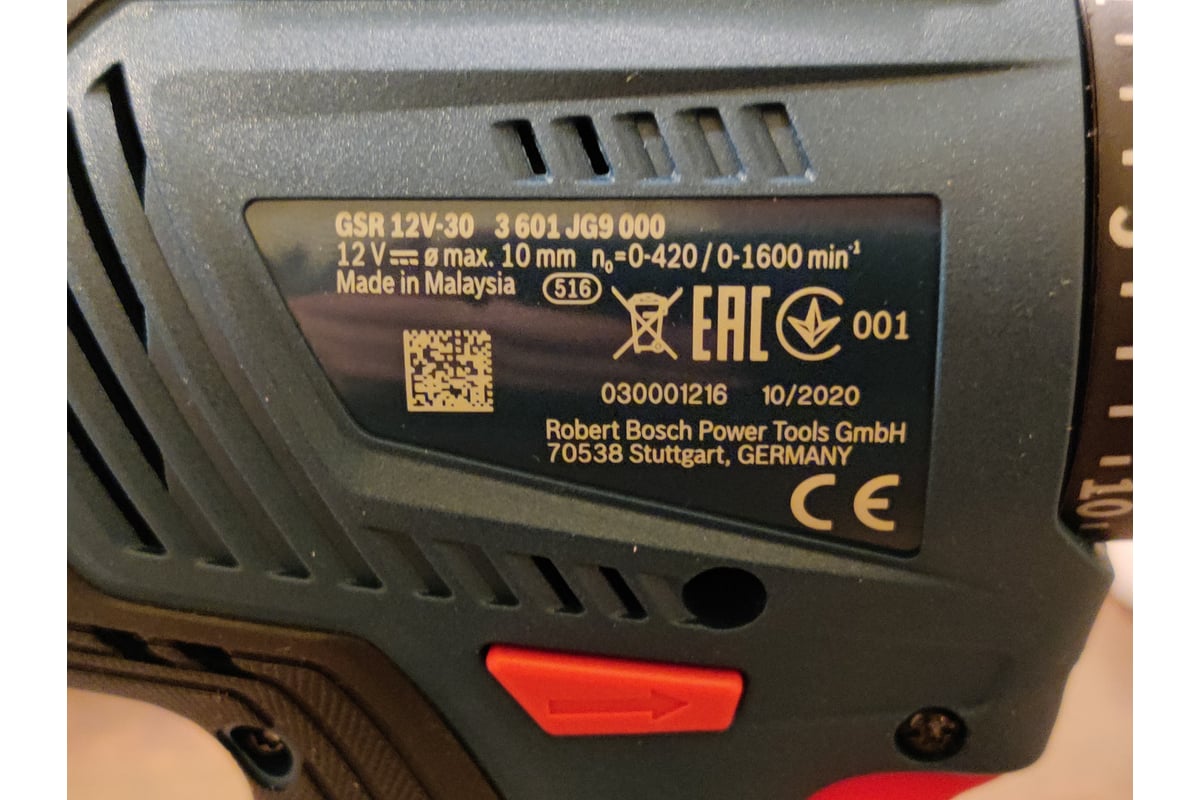 GSR 12V-30 3 601 JG9 000
12 V ⎓ ø max. 10 mm n₀=0-420 / 0-1600 min⁻¹
Made in Malaysia 516
EAC 001
030001216 10/2020
Robert Bosch Power Tools GmbH
70538 Stuttgart, GERMANY
CE
10